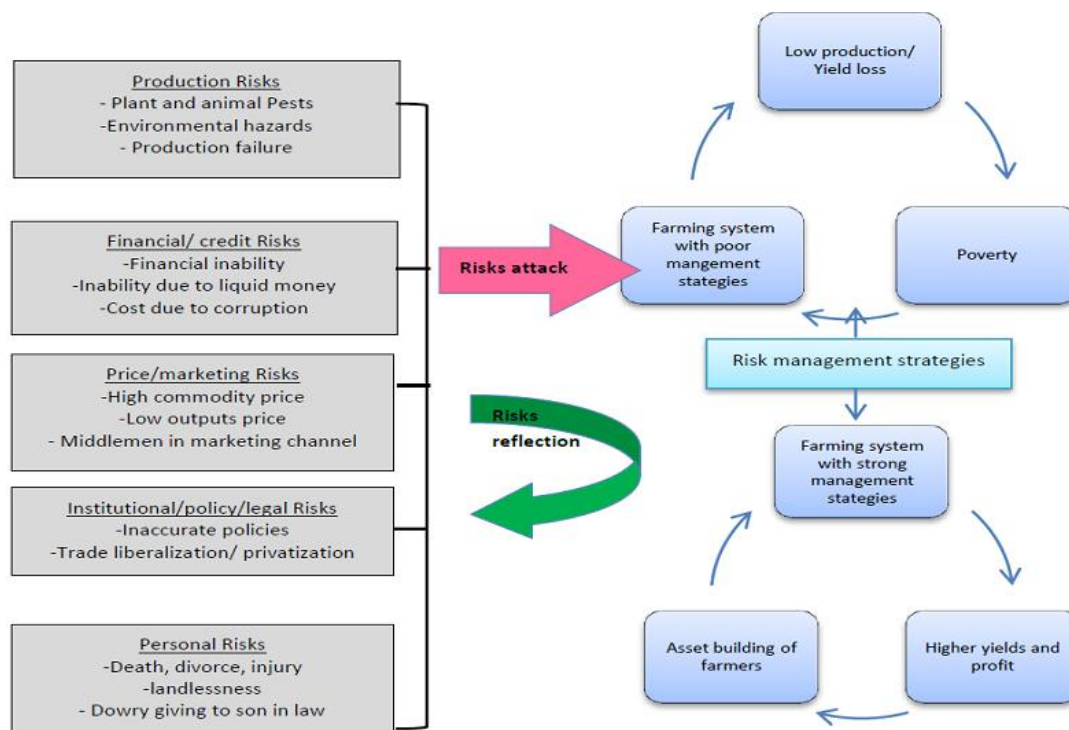 Production Risks
- Plant and animal Pests
-Environmental hazards
- Production failure
Financial/ credit Risks
-Financial inability
-Inability due to liquid money
-Cost due to corruption
Price/marketing Risks
-High commodity price
-Low outputs price
- Middlemen in marketing channel
Institutional/policy/legal Risks
-Inaccurate policies
-Trade liberalization/ privatization
Personal Risks
-Death, divorce, injury
-landlessness
- Dowry giving to son in law
Risks attack
Risks
reflection
Low production/
Yield loss
Farming system
with poor
mangement
stategies
Poverty
Risk management strategies
Farming system
with strong
management
stategies
Asset building of
farmers
Higher yields and
profit